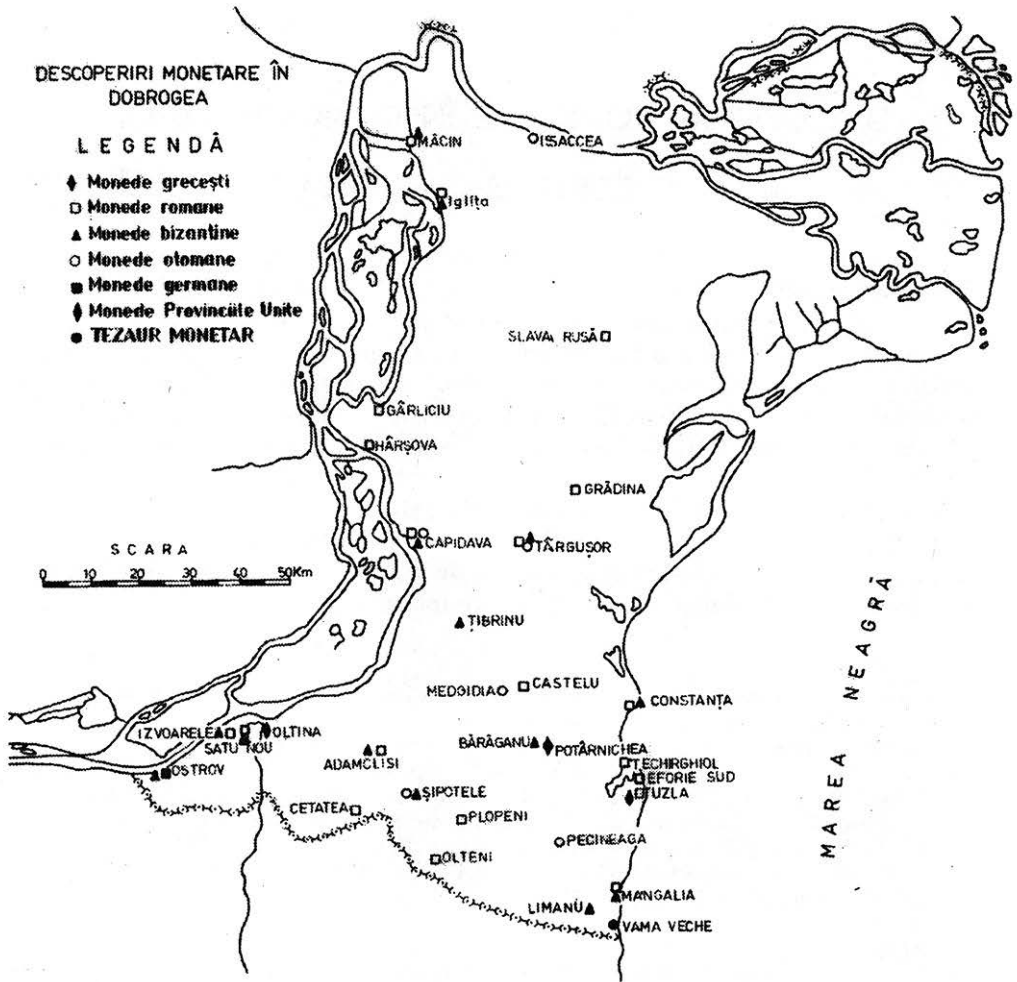 DESCOPERIRI MONETARE ÎN
DOBROGEA
LEGENDĂ
Monede grecești
Monede romane
Monede bizantine
Monede otomane
Monede germane
Monede Provinciile Unite
TEZAUR MONETAR
MĂCIN
ISSACCEA
Iglița
SLAVA RUSĂ
GÂRLICIU
HÂRȘOVA
GRĂDINA
CAPIDAVA
TÂRGUȘOR
SCARA
0 10 20 30 40 50Km
ȚIBRINU
MEDGIDIA
CASTELU
CONSTANȚA
IZVOARELE
OLTINA
SATU NOU
BĂRĂGANU
POTÂRNICHEA
ADAMCLISI
TECHIRGHIOL
OSTROV
EFORIE SUD
TUZLA
ȘIPOTELE
CETATEA
PLOPENI
PECINEAGA
OLTENI
MANGALIA
LIMANU
VAMA VECHE
MAREA NEAGRĂ